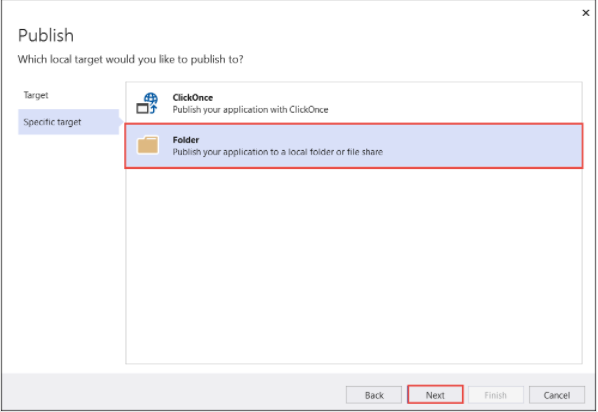 Publish
Which local target would you like to publish to?
Target
Specific target
ClickOnce
Publish your application with ClickOnce
Folder
Publish your application to a local folder or file share
Back
Next
Finish
Cancel